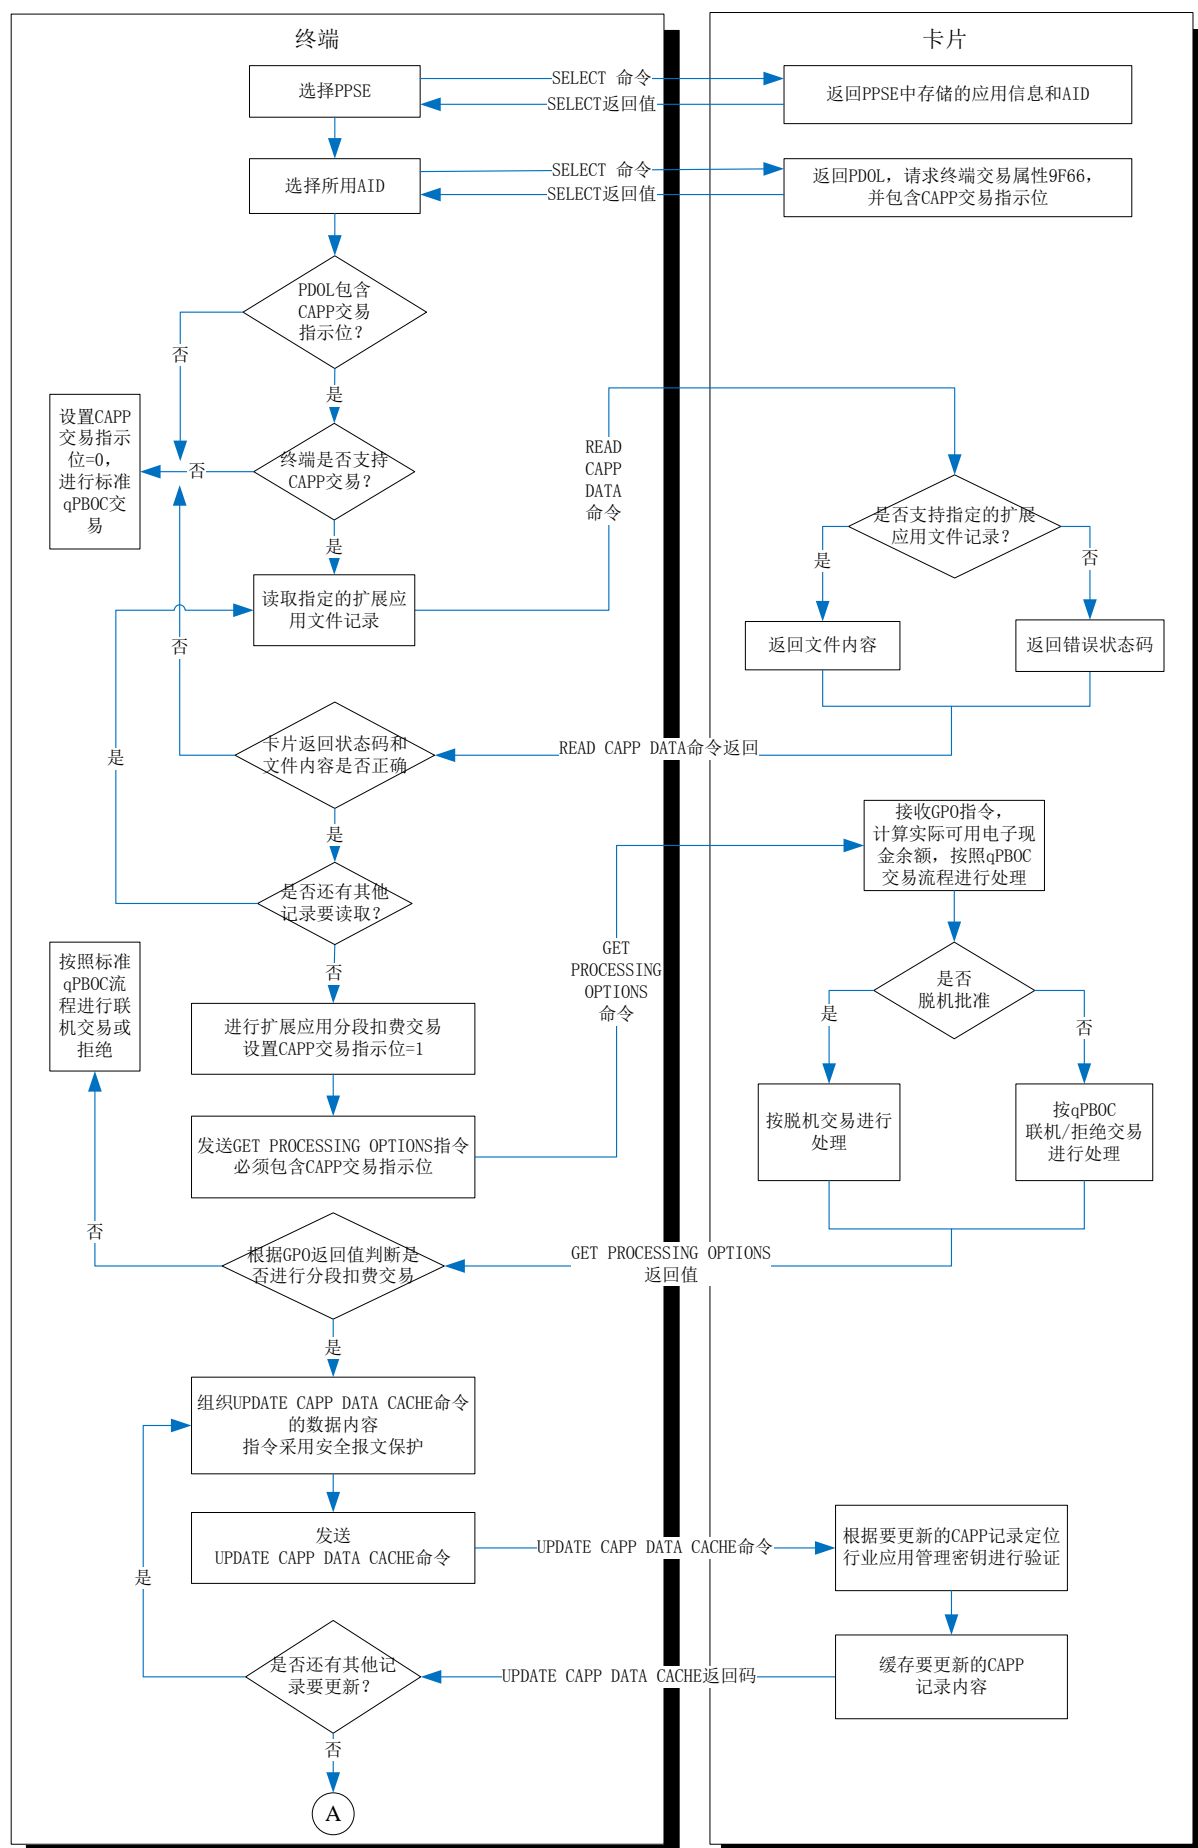 终端
卡片
选择PPSE
SELECT 命令
SELECT返回值
返回PPSE中存储的应用信息和AID
选择所用AID
SELECT 命令
SELECT返回值
返回PDOL，请求终端交易属性9F66，
并包含CAPP交易指示位
PDOL包含
CAPP交易
指示位？
否
是
设置CAPP
交易指示
位=0，
进行标准
qPBOC交
易
否
终端是否支持
CAPP交易？
READ
CAPP
DATA
命令
是否支持指定的扩展
应用文件记录？
是
是
否
读取指定的扩展应
用文件记录
否
返回文件内容
返回错误状态码
卡片返回状态码和
文件内容是否正确
READ CAPP DATA命令返回
是
是
接收GPO指令，
计算实际可用电子现
金余额，按照qPBOC
交易流程进行处理
是否还有其他
记录要读取？
否
按照标准
qPBOC流
程进行联
机交易或
拒绝
GET
PROCESSING
OPTIONS
命令
是否
脱机批准
是
否
进行扩展应用分段扣费交易
设置CAPP交易指示位=1
按脱机交易进行
处理
按qPBOC
联机/拒绝交易
进行处理
发送GET PROCESSING OPTIONS指令
必须包含CAPP交易指示位
否
根据GPO返回值判断是
否进行分段扣费交易
GET PROCESSING OPTIONS
返回值
是
组织UPDATE CAPP DATA CACHE命令
的数据内容
指令采用安全报文保护
发送
UPDATE CAPP DATA CACHE命令
UPDATE CAPP DATA CACHE命令
根据要更新的CAPP记录定位
行业应用管理密钥进行验证
是
是否还有其他记
录要更新？
UPDATE CAPP DATA CACHE返回码
缓存要更新的CAPP
记录内容
否
A